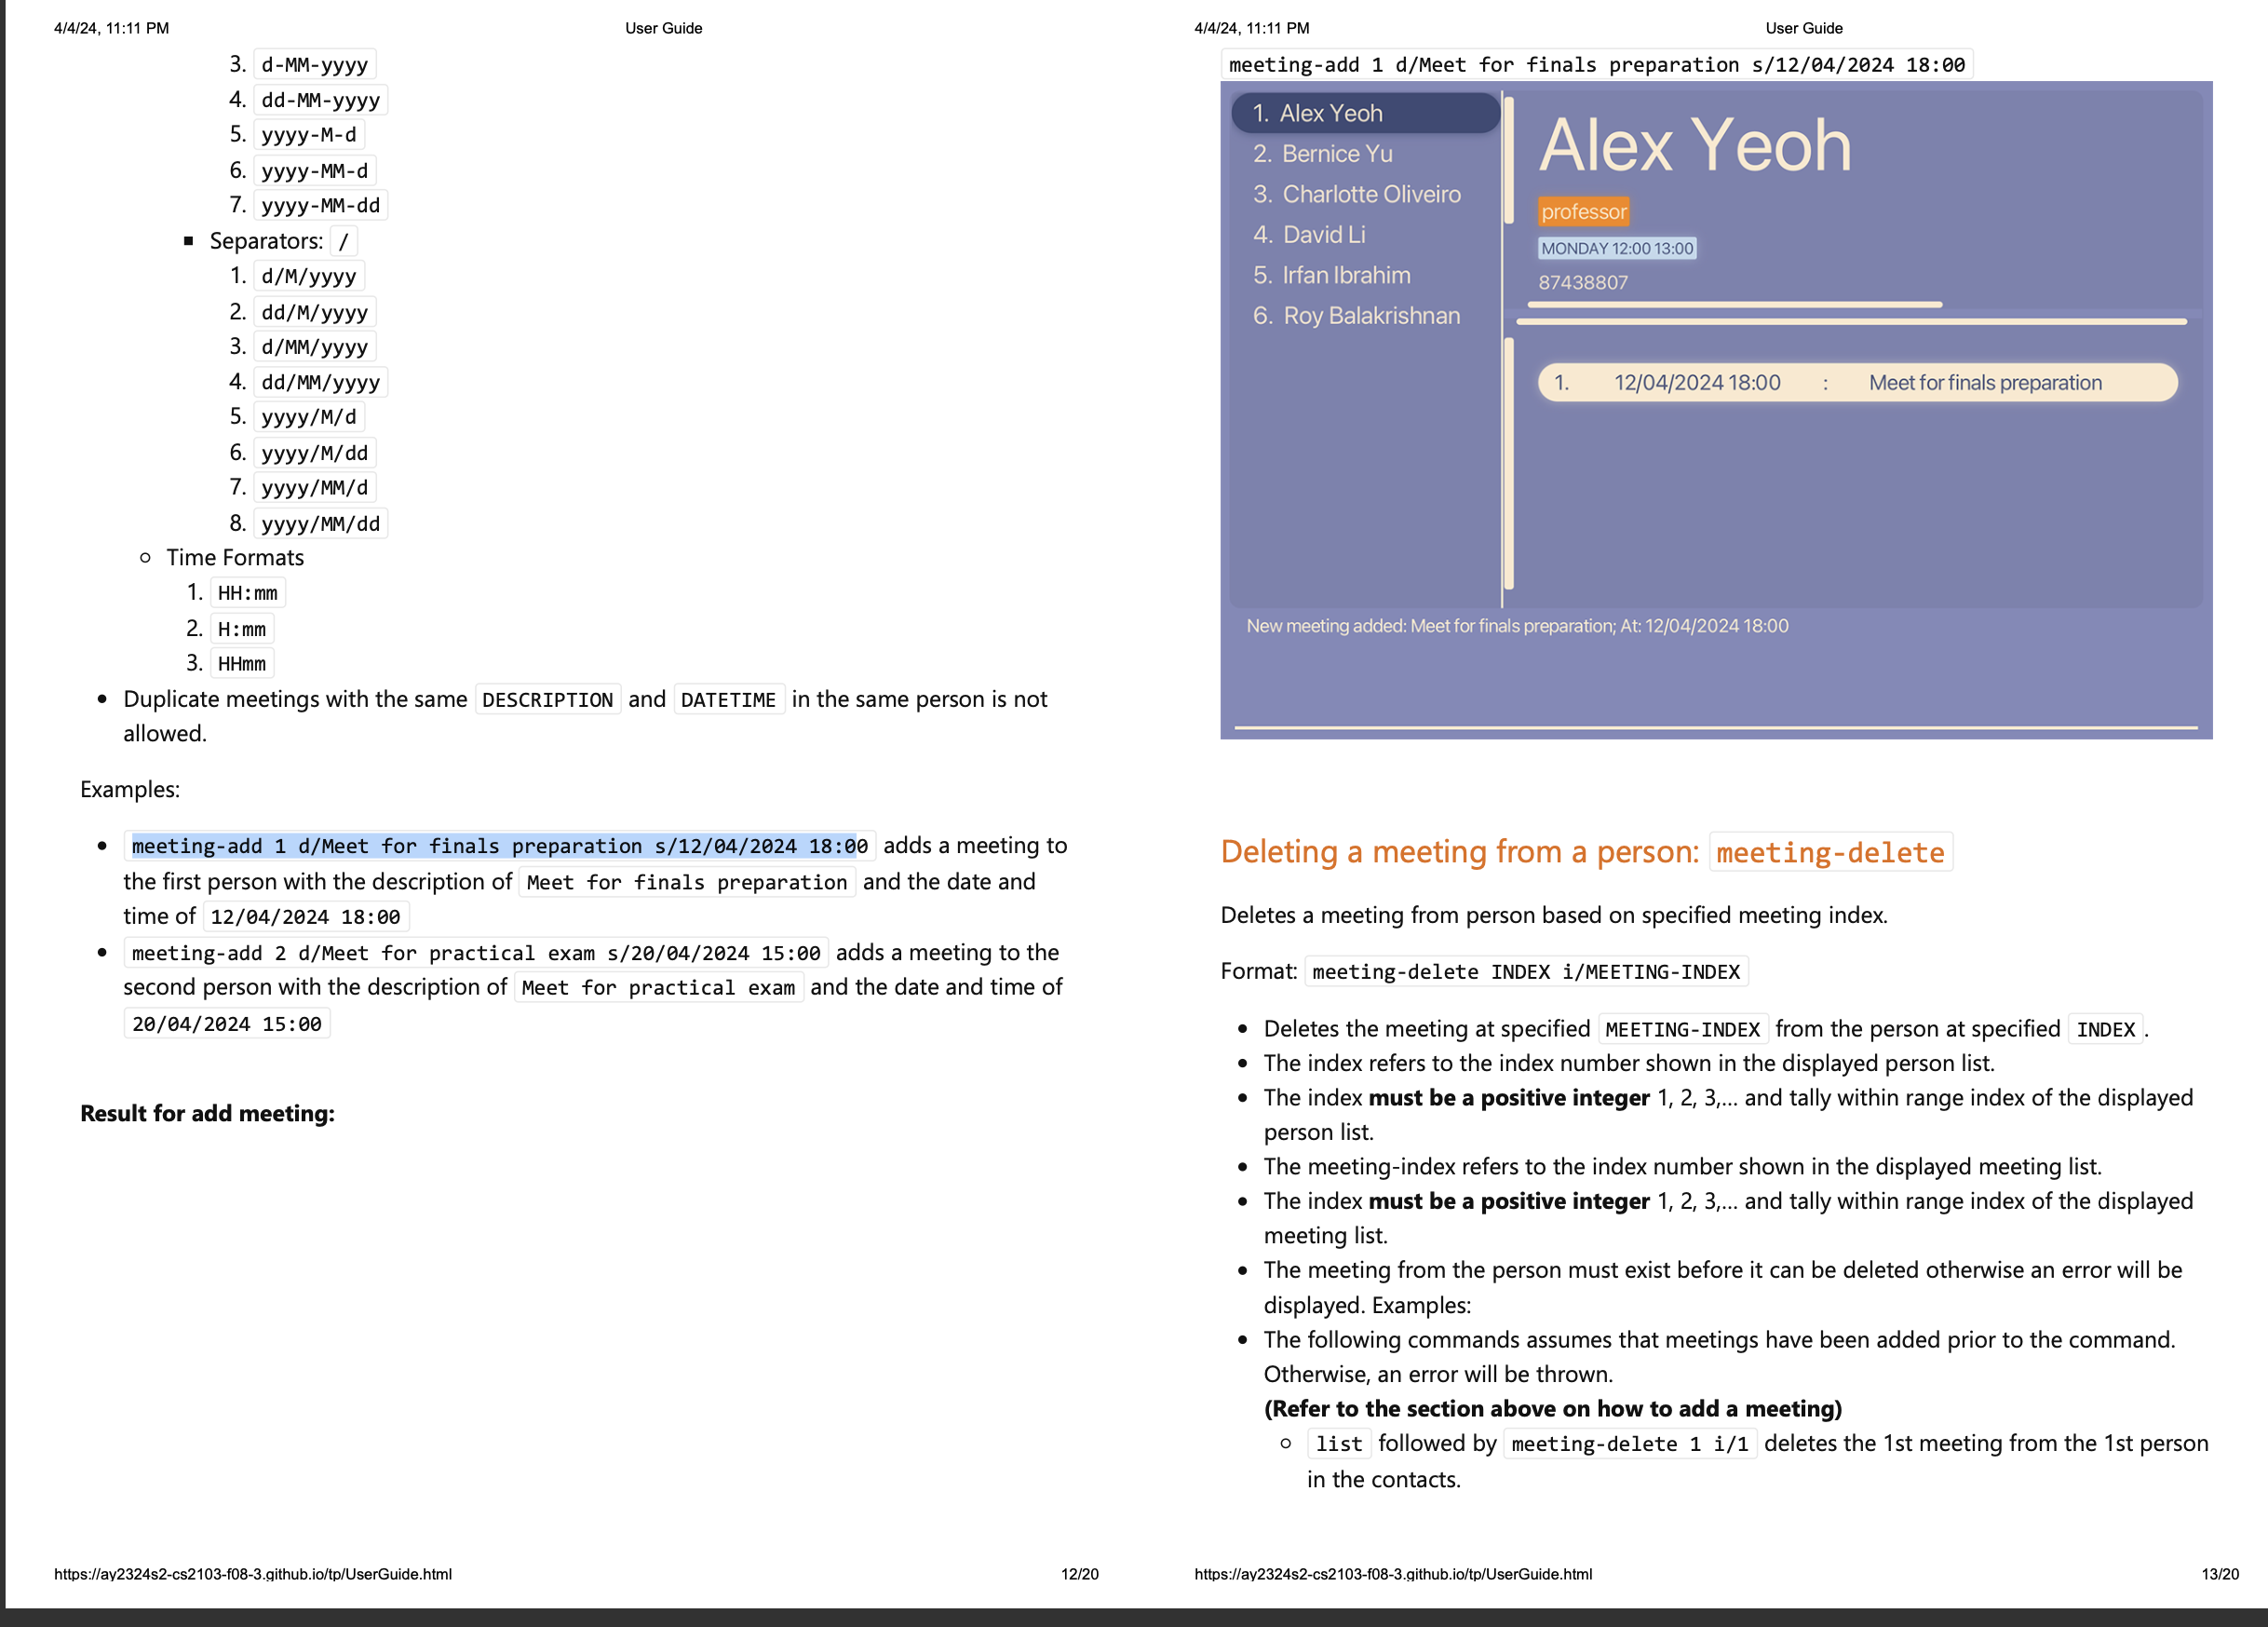 4/4/24, 11:11 PM
User Guide
3. d-MM-yyyy
4. dd-MM-yyyy
5. yyyy-M-d
6. yyyy-MM-d
7. yyyy-MM-dd
■ Separators: /
1. d/M/yyyy
2. dd/M/yyyy
3. d/MM/yyyy
4. dd/MM/yyyy
5. yyyy/M/d
6. yyyy/M/dd
7. yyyy/MM/d
8. yyyy/MM/dd
○ Time Formats
1. HH:mm
2. H:mm
3. HHmm
• Duplicate meetings with the same DESCRIPTION and DATETIME in the same person is not
allowed.
Examples:
• meeting-add 1 d/Meet for finals preparation s/12/04/2024 18:00 adds a meeting to
the first person with the description of Meet for finals preparation and the date and
time of 12/04/2024 18:00
• meeting-add 2 d/Meet for practical exam s/20/04/2024 15:00 adds a meeting to the
second person with the description of Meet for practical exam and the date and time of
20/04/2024 15:00
Result for add meeting:
https://ay2324s2-cs2103-f08-3.github.io/tp/UserGuide.html
12/20
4/4/24, 11:11 PM
User Guide
meeting-add 1 d/Meet for finals preparation s/12/04/2024 18:00
1. Alex Yeoh
2. Bernice Yu
3. Charlotte Oliveiro
4. David Li
5. Irfan Ibrahim
6. Roy Balakrishnan
Alex Yeoh
professor
MONDAY 12:00 13:00
87438807
1. 12/04/2024 18:00 : Meet for finals preparation
New meeting added: Meet for finals preparation; At: 12/04/2024 18:00
Deleting a meeting from a person: meeting-delete
Deletes a meeting from person based on specified meeting index.
Format: meeting-delete INDEX i/MEETING-INDEX
• Deletes the meeting at specified MEETING-INDEX from the person at specified INDEX.
• The index refers to the index number shown in the displayed person list.
• The index must be a positive integer 1, 2, 3,... and tally within range index of the displayed
person list.
• The meeting-index refers to the index number shown in the displayed meeting list.
• The index must be a positive integer 1, 2, 3,... and tally within range index of the displayed
meeting list.
• The meeting from the person must exist before it can be deleted otherwise an error will be
displayed. Examples:
• The following commands assumes that meetings have been added prior to the command.
Otherwise, an error will be thrown.
(Refer to the section above on how to add a meeting)
○ list followed by meeting-delete 1 i/1 deletes the 1st meeting from the 1st person
in the contacts.
https://ay2324s2-cs2103-f08-3.github.io/tp/UserGuide.html
13/20